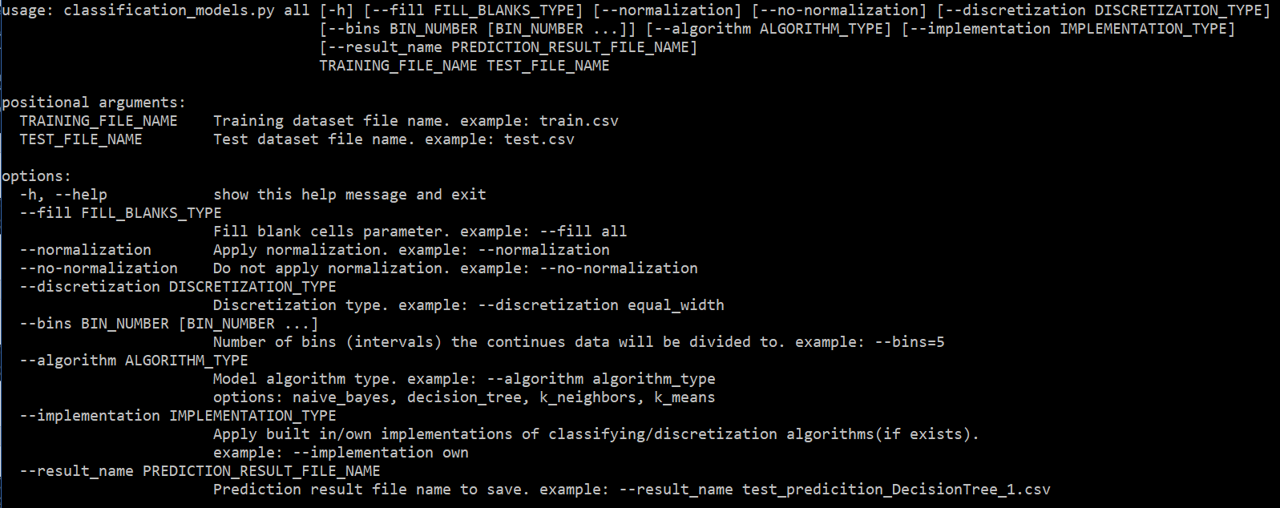 usage: classification_models.py all [-h] [--fill FILL_BLANKS_TYPE] [--normalization] [--no-normalization] [--discretization DISCRETIZATION_TYPE]
[--bins BIN_NUMBER [BIN_NUMBER ...]] [--algorithm ALGORITHM_TYPE] [--implementation IMPLEMENTATION_TYPE]
[--result_name PREDICTION_RESULT_FILE_NAME]
TRAINING_FILE_NAME TEST_FILE_NAME
positional arguments:
TRAINING_FILE_NAME Training dataset file name. example: train.csv
TEST_FILE_NAME Test dataset file name. example: test.csv
options:
-h, --help show this help message and exit
--fill FILL_BLANKS_TYPE
Fill blank cells parameter. example: --fill all
--normalization Apply normalization. example: --normalization
--no-normalization Do not apply normalization. example: --no-normalization
--discretization DISCRETIZATION_TYPE
Discretization type. example: --discretization equal_width
--bins BIN_NUMBER [BIN_NUMBER ...]
Number of bins (intervals) the continues data will be divided to. example: --bins=5
--algorithm ALGORITHM_TYPE
Model algorithm type. example: --algorithm algorithm_type
options: naive_bayes, decision_tree, k_neighbors, k_means
--implementation IMPLEMENTATION_TYPE
Apply built in/own implementations of classifying/discretization algorithms(if exists).
example: --implementation own
--result_name PREDICTION_RESULT_FILE_NAME
Prediction result file name to save. example: --result_name test_predicition_DecisionTree_1.csv